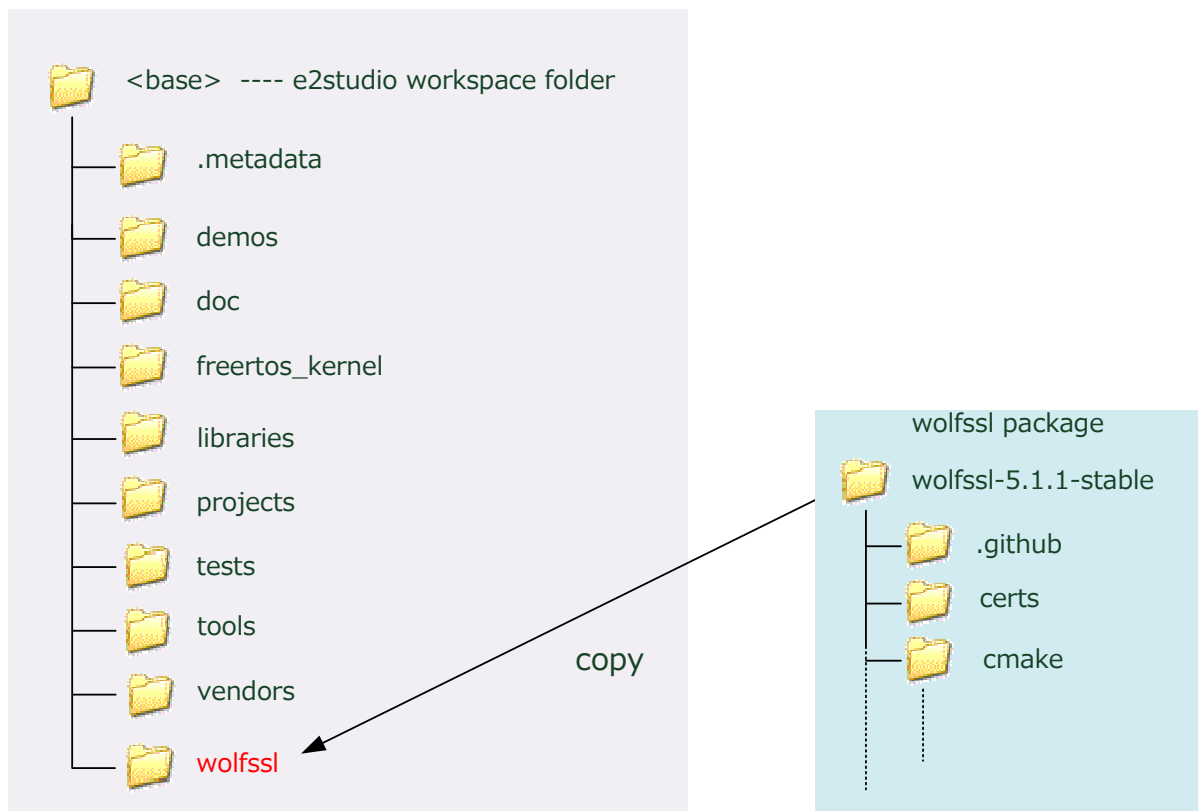 <base> ---- e2studio workspace folder
.metadata
demos
doc
freertos_kernel
libraries
projects
tests
tools
vendors
wolfssl
copy
wolfssl package
wolfssl-5.1.1-stable
.github
certs
cmake